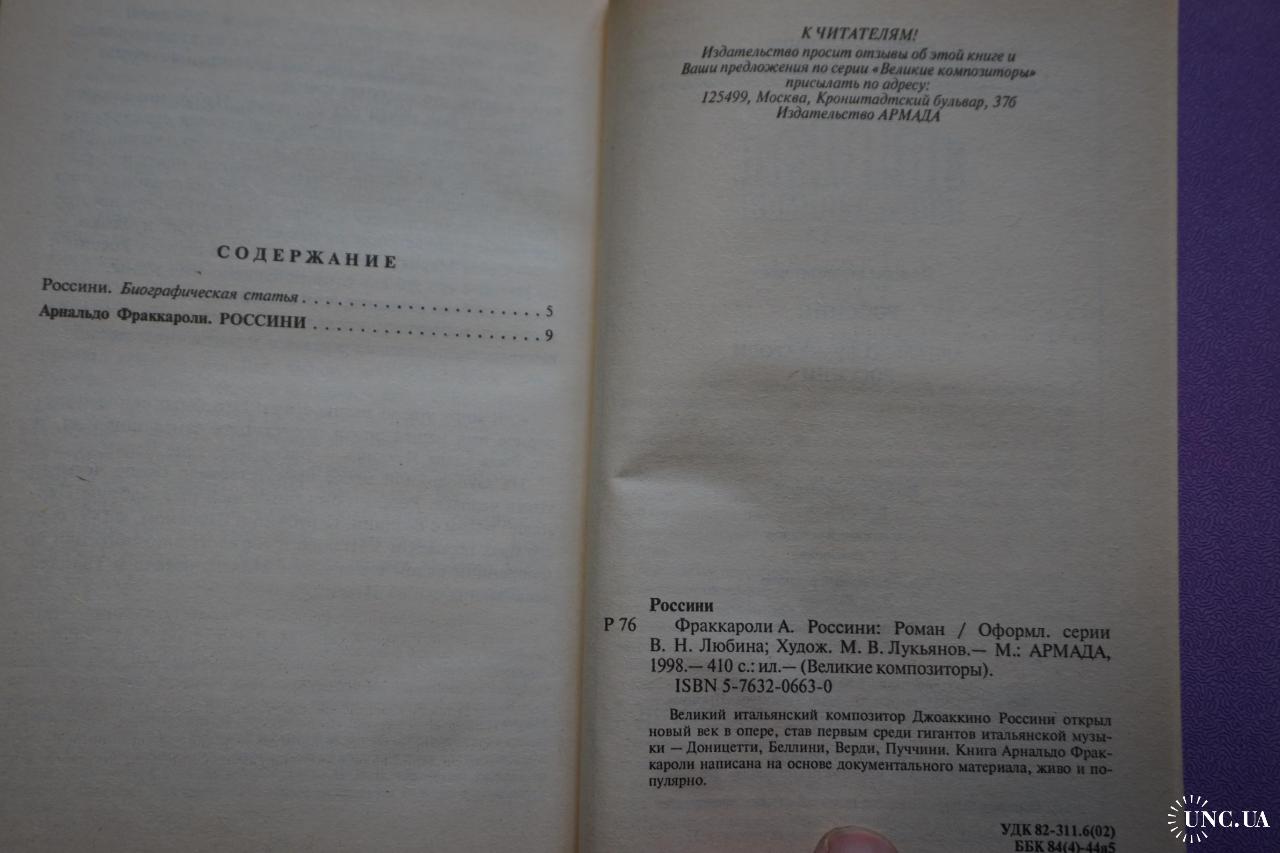 СОДЕРЖАНИЕ
Россини. Биографическая статья . . . . . . . . . . . . . . . . . . . . . . 5
Арнальдо Фраккароли. РОССИНИ . . . . . . . . . . . . . . . . . . . . . 9
К ЧИТАТЕЛЯМ!
Издательство просит отзывы об этой книге и
Ваши предложения по серии «Великие композиторы»
присылать по адресу:
125499, Москва, Кронштадтский бульвар, 37б
Издательство АРМАДА
Россини
Р 76 Фраккароли А. Россини: Роман / Оформл. серии
В. Н. Любина; Худож. М. В. Лукьянов.— М.: АРМАДА,
1998.— 410 с.: ил.— (Великие композиторы).
ISBN 5-7632-0663-0
Великий итальянский композитор Джоаккино Россини открыл
новый век в опере, став первым среди гигантов итальянской музы-
ки — Доницетти, Беллини, Верди, Пуччини. Книга Арнальдо Фрак-
кароли написана на основе документального материала, живо и по-
пулярно.
УДК 82-311.6(02)
ББК 84(4)-44я5
UNC.UA